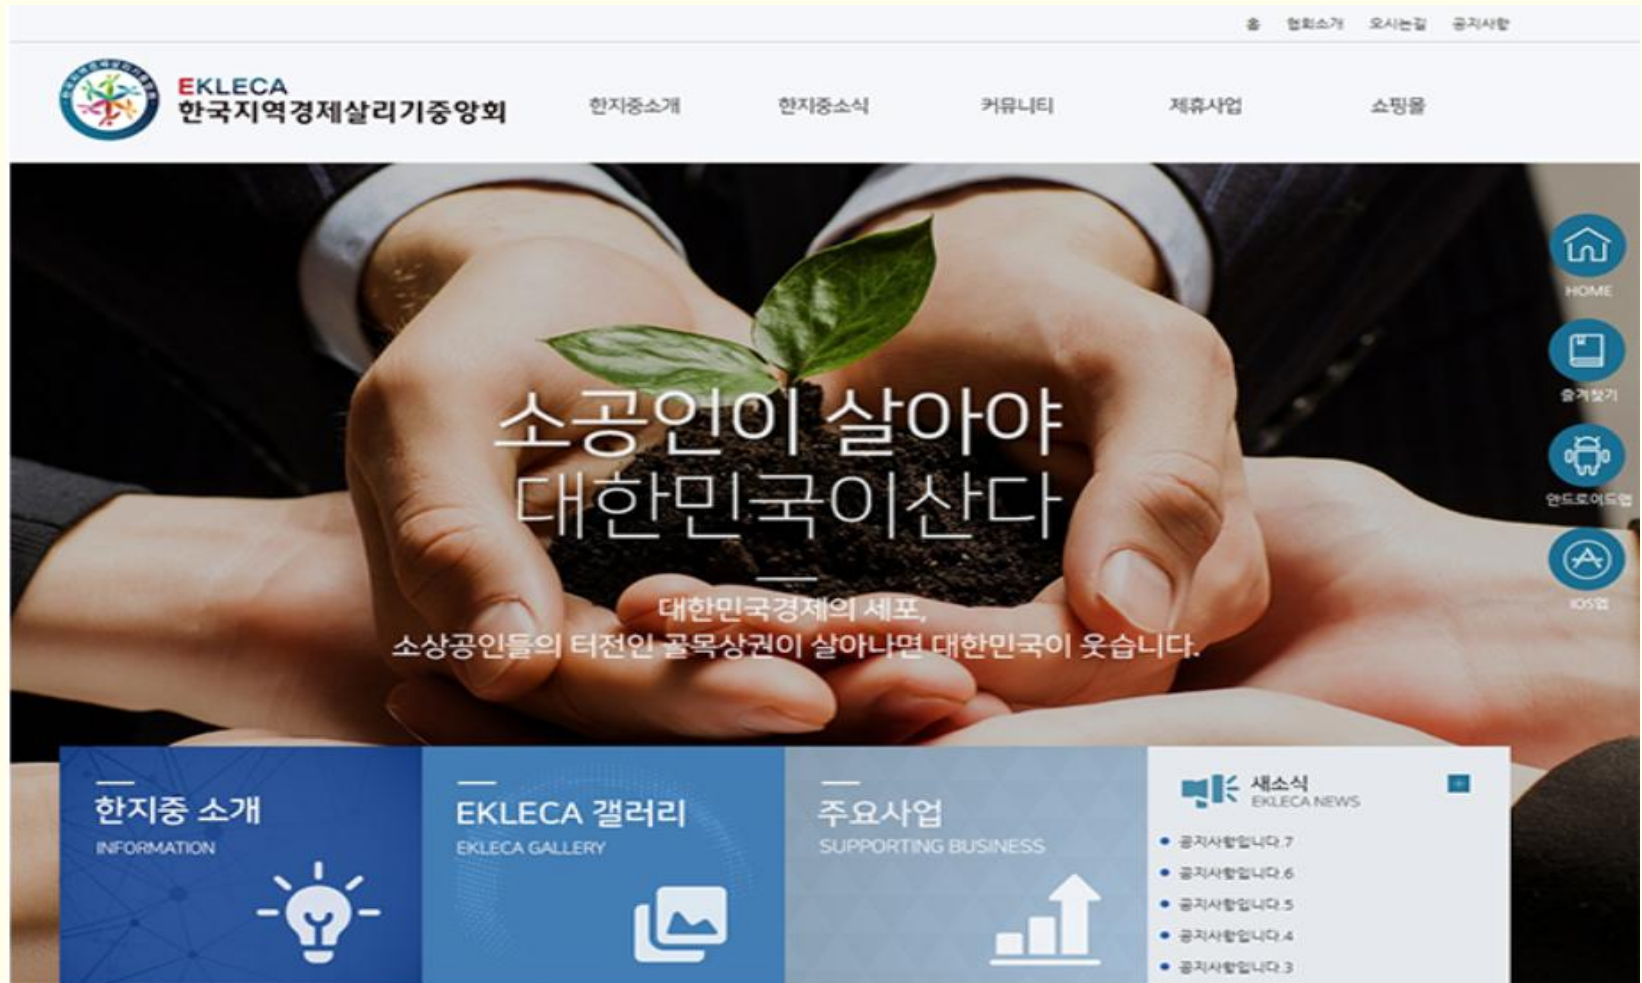 홈 협회소개 오시는길 공지사항
EKLECA
한국지역경제살리기중앙회
한지중소개 한지중소식 커뮤니티 제휴사업 쇼핑몰
HOME
즐겨찾기
안드로이드앱
IOS앱
소공인이 살아야
대한민국이산다
대한민국경제의 세포,
소상공인들의 터전인 골목상권이 살아나면 대한민국이 웃습니다.
한지중 소개
INFORMATION
EKLECA 갤러리
EKLECA GALLERY
주요사업
SUPPORTING BUSINESS
새소식
EKLECA NEWS
공지사항입니다.7
공지사항입니다.6
공지사항입니다.5
공지사항입니다.4
공지사항입니다.3